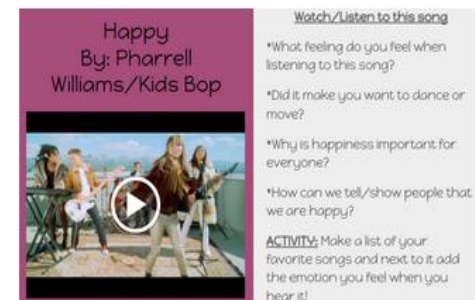 Happy
By: Pharrell
Williams/Kids Bop
Watch/Listen to this song
*What feeling do you feel when
listening to this song?
*Did it make you want to dance or
move?
*Why is happiness important for
everyone?
*How can we tell/show people that
we are happy?
ACTIVITY: Make a list of your
favorite songs and next to it add
the emotion you feel when you
hear it!